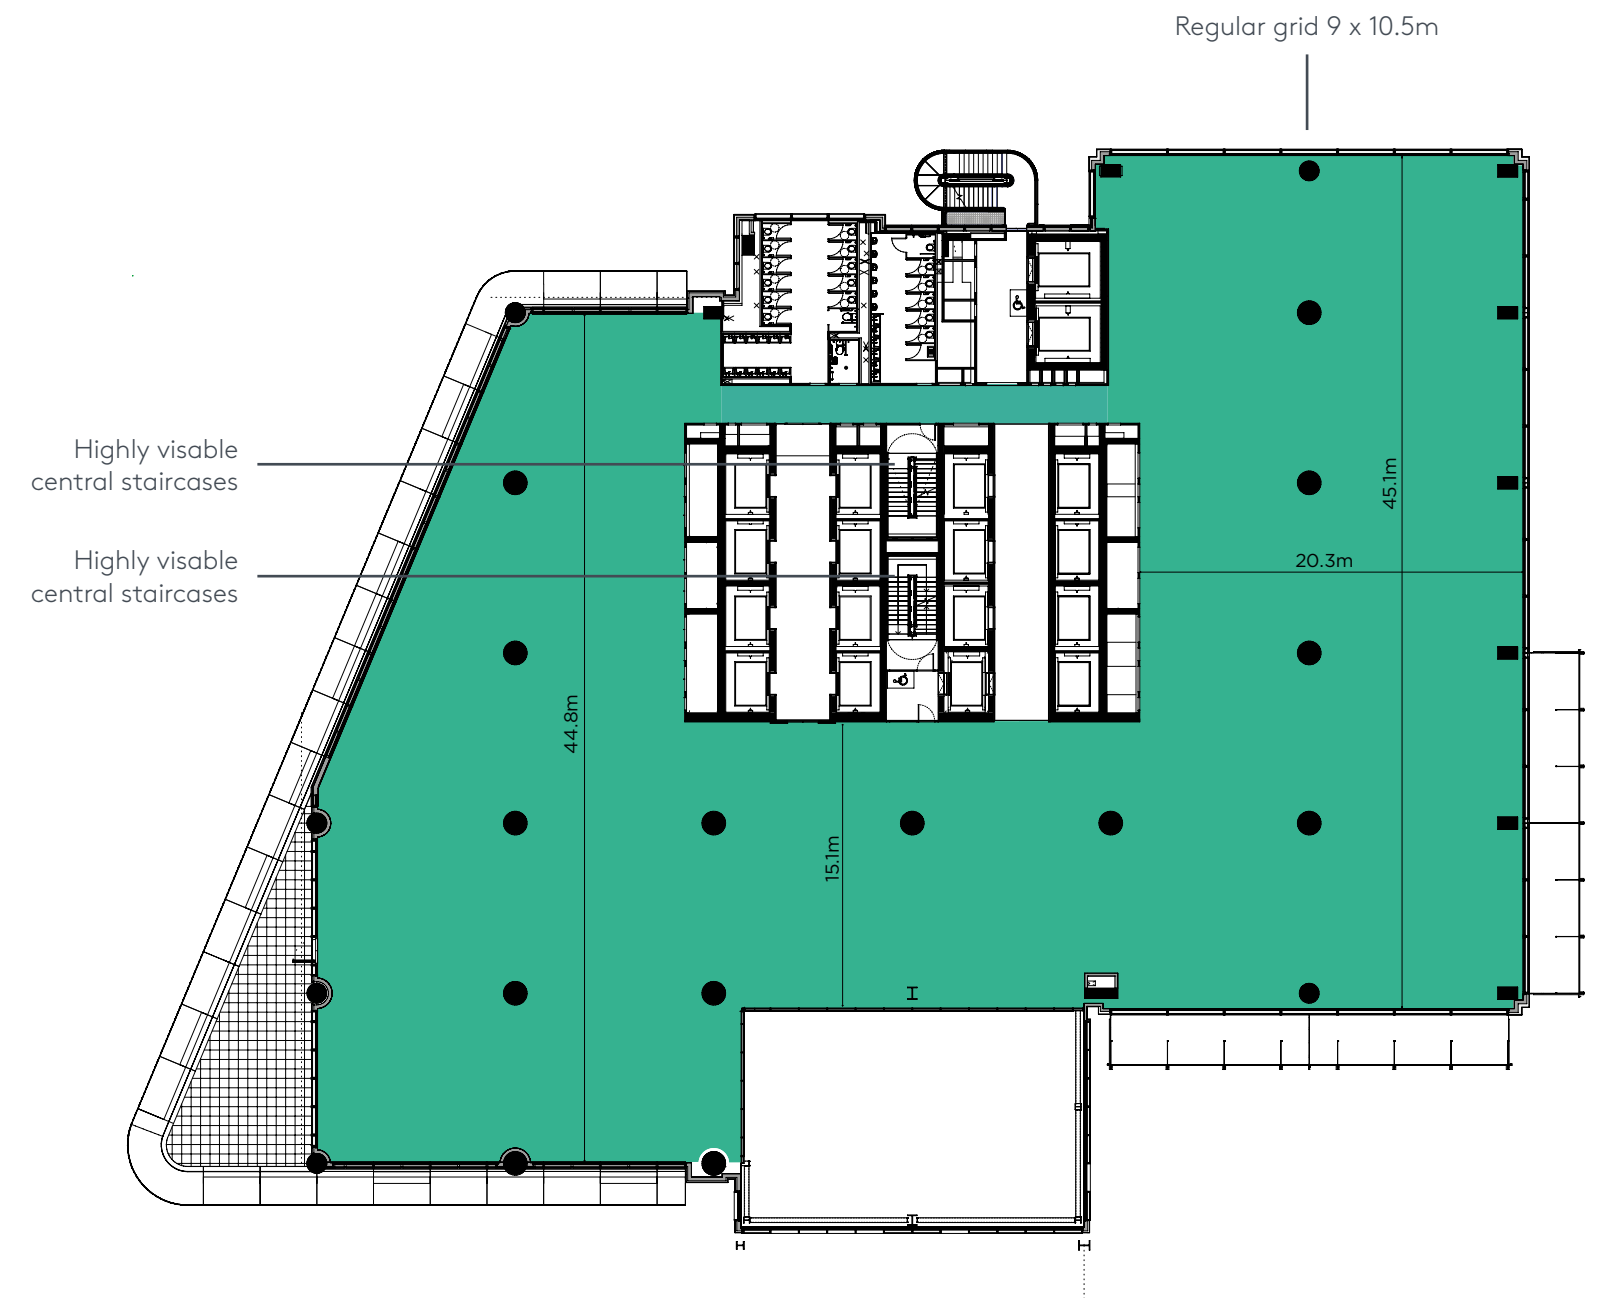 Regular grid 9 x 10.5m
Highly visable
central staircases
45.1m
20.3m
Highly visable
central staircases
44.8m
15.1m